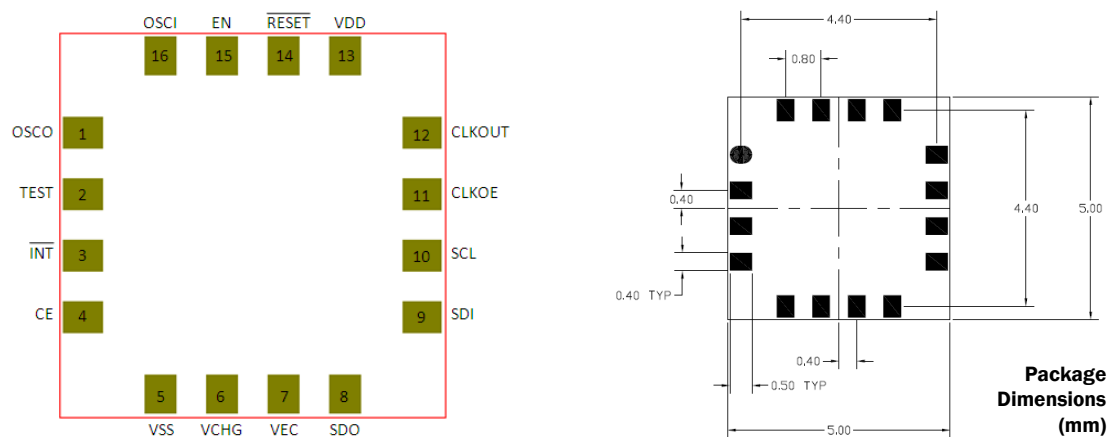 OSCI EN RESET VDD
16 15 14 13
OSCO 1 12 CLKOUT
TEST 2 11 CLKOE
INT 3 10 SCL
CE 4 9 SDI
5 6 7 8
VSS VCHG VEC SDO
4.40
0.80
0.40
4.40
5.00
0.40 TYP
0.40
0.50 TYP
5.00
Package
Dimensions
(mm)